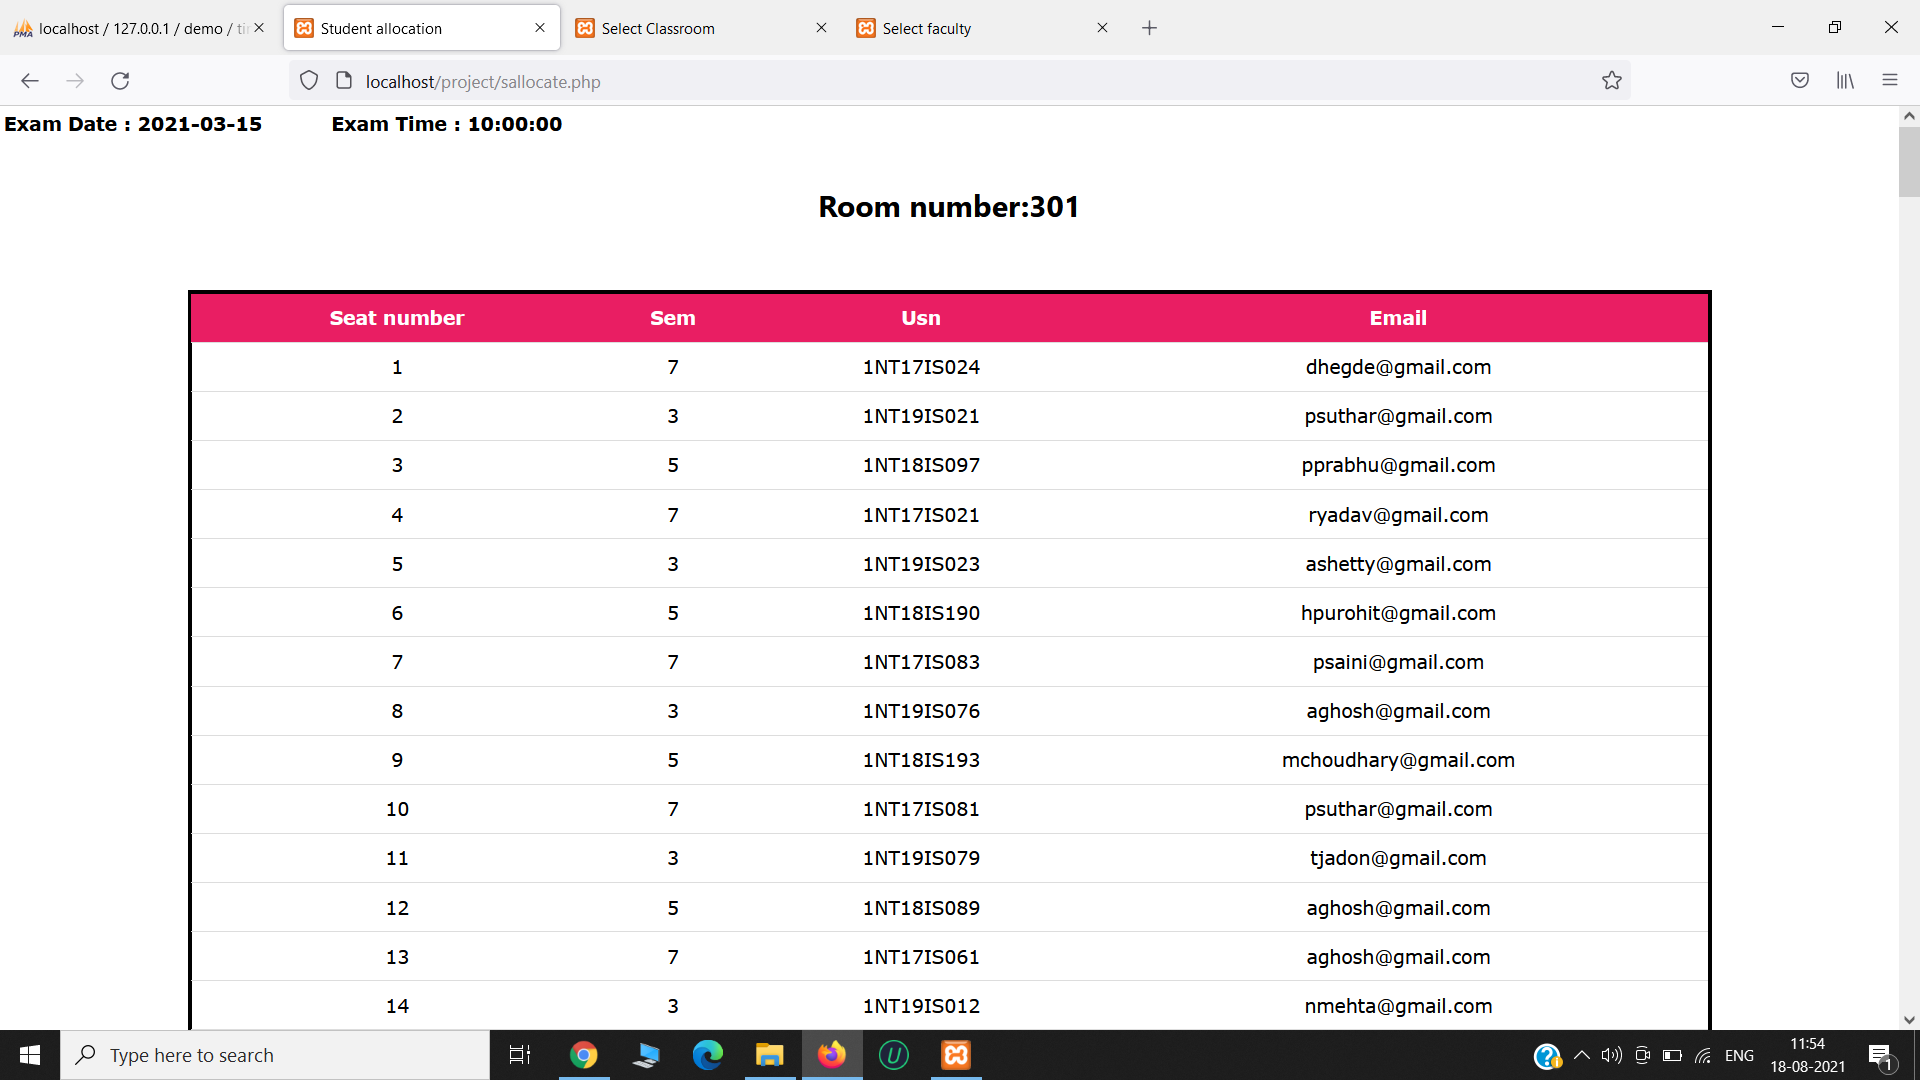 localhost / 127.0.0.1 / demo / tir
Student allocation
Select Classroom
Select faculty
localhost/project/sallocate.php
Exam Date : 2021-03-15 Exam Time : 10:00:00
Room number:301
Seat number Sem Usn Email
1 7 1NT17IS024 dhegde@gmail.com
2 3 1NT19IS021 psuthar@gmail.com
3 5 1NT18IS097 pprabhu@gmail.com
4 7 1NT17IS021 ryadav@gmail.com
5 3 1NT19IS023 ashetty@gmail.com
6 5 1NT18IS190 hpurohit@gmail.com
7 7 1NT17IS083 psaini@gmail.com
8 3 1NT19IS076 aghosh@gmail.com
9 5 1NT18IS193 mchoudhary@gmail.com
10 7 1NT17IS081 psuthar@gmail.com
11 3 1NT19IS079 tjadon@gmail.com
12 5 1NT18IS089 aghosh@gmail.com
13 7 1NT17IS061 aghosh@gmail.com
14 3 1NT19IS012 nmehta@gmail.com
Type here to search
ENG
11:54
18-08-2021
1